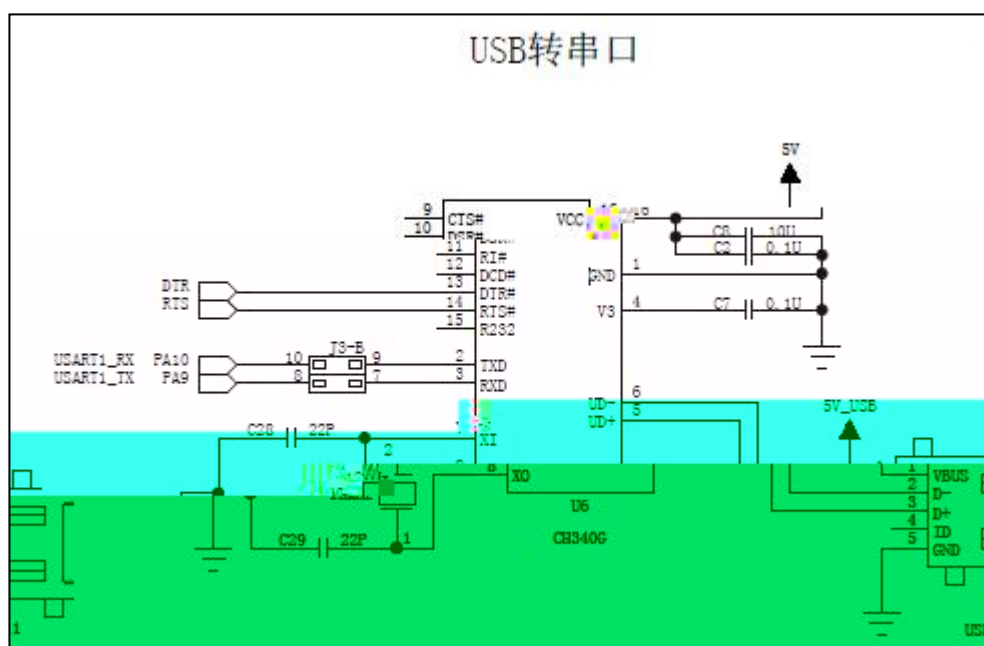 USB转串口
5V
9 CTS# VCC
10
C8 10U
11 C2 0.1U
12 RI#
13 DCD# GND 1
DTR DTR#
RTS 14 RTS# V3 4 C7 0.1U
15 R232
J3-B
USART1_RX PA10 10 9 2 TXD
USART1_TX PA9 8 7 3 RXD
6
UD- 5 5V_USB
UD+
C28 22P XI
2
8 XO 1 VBUS
2 D-
U6 3 D+
4 ID
C29 22P 1 CH340G 5 GND
1